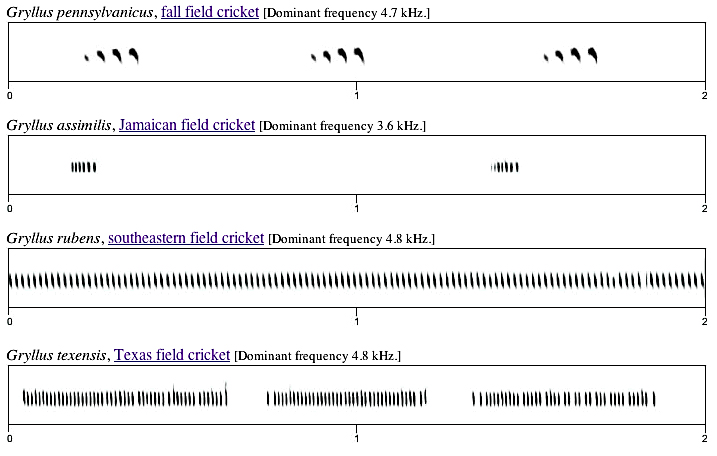 Gryllus pennsylvanicus, fall field cricket [Dominant frequency 4.7 kHz.]
0 1 2
Gryllus assimilis, Jamaican field cricket [Dominant frequency 3.6 kHz.]
0 1 2
Gryllus rubens, southeastern field cricket [Dominant frequency 4.8 kHz.]
0 1 2
Gryllus texensis, Texas field cricket [Dominant frequency 4.8 kHz.]
0 1 2